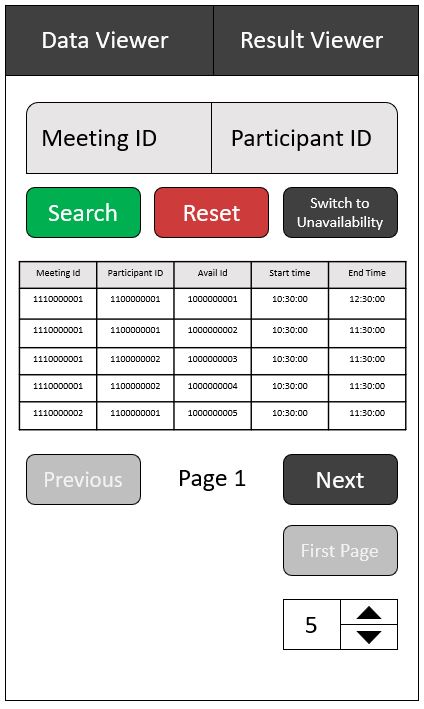 Data Viewer Result Viewer
Meeting ID Participant ID
Search Reset Switch to
Unavailability
Meeting Id Participant ID Avail Id Start time End Time
1110000001 1100000001 1000000001 10:30:00 12:30:00
1110000001 1100000001 1000000002 10:30:00 11:30:00
1110000001 1100000002 1000000003 10:30:00 11:30:00
1110000001 1100000002 1000000004 10:30:00 11:30:00
1110000002 1100000001 1000000005 10:30:00 11:30:00
Previous Page 1 Next
First Page
5